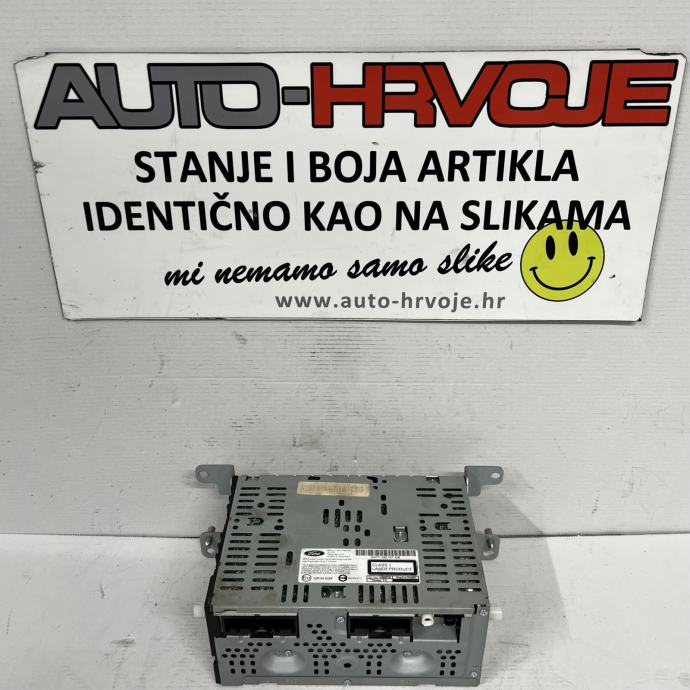 AUTO-HRVOJE
STANJE I BOJA ARTIKLA
IDENTIČNO KAO NA SLIKAMA
mi nemamo samo slike
www.auto-hrvoje.hr
Ford
CLASS 1
LASER PRODUCT